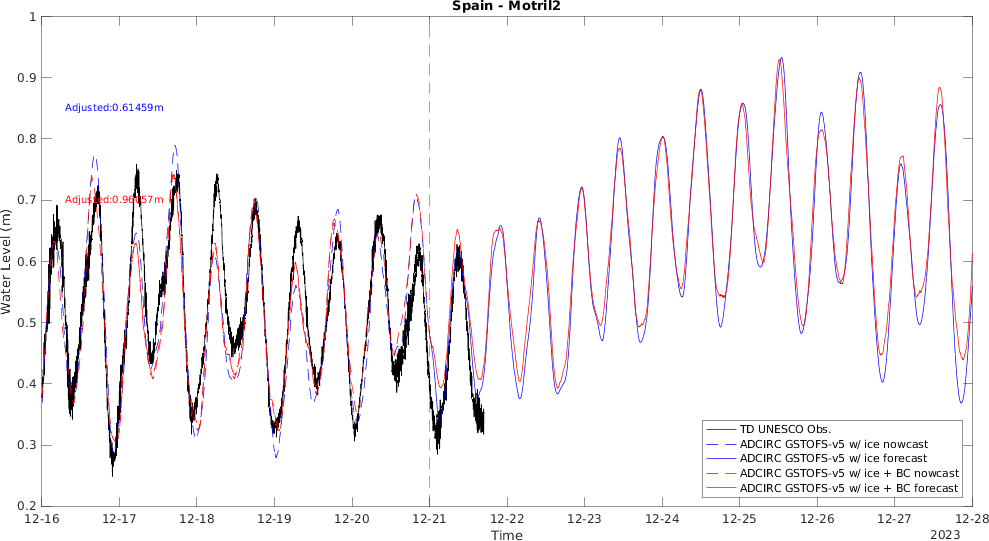 Spain - Motril2
1
0.9
0.8
0.7
0.6
0.5
0.4
0.3
0.2
Water Level (m)
Adjusted:0.61459m
Adjusted:0.96057m
TD UNESCO Obs.
ADCIRC GSTOFS-v5 w/ ice nowcast
ADCIRC GSTOFS-v5 w/ ice forecast
ADCIRC GSTOFS-v5 w/ ice + BC nowcast
ADCIRC GSTOFS-v5 w/ ice + BC forecast
12-16 12-17 12-18 12-19 12-20 12-21 12-22 12-23 12-24 12-25 12-26 12-27 12-28
Time
2023